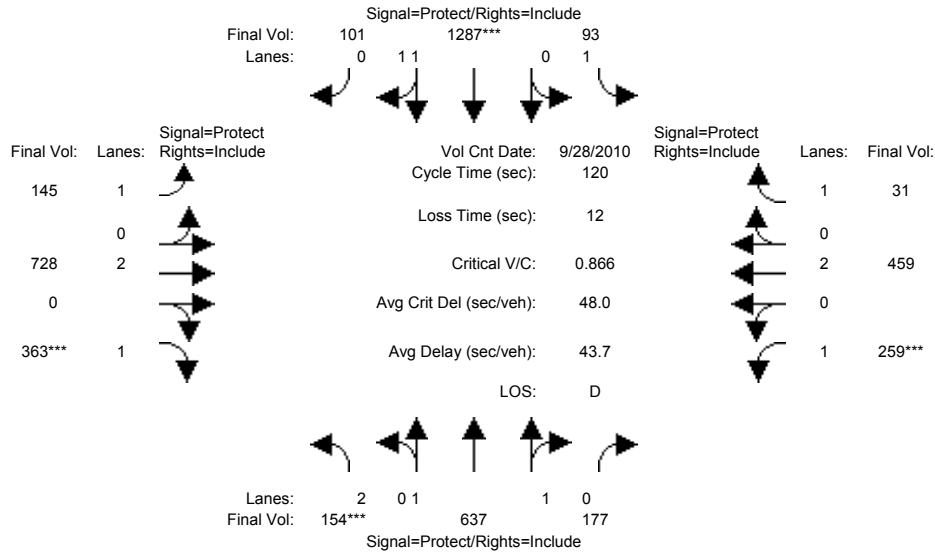 Signal=Protect/Rights=Include
Final Vol: 101 1287*** 93
Lanes: 0 1 1 0 1
Signal=Protect Signal=Protect
Final Vol: Lanes: Rights=Include Vol Cnt Date: 9/28/2010 Rights=Include Lanes: Final Vol:
Cycle Time (sec): 120
145 1 1 31
Loss Time (sec): 12
0 0
728 2 Critical V/C: 0.866 2 459
0 Avg Crit Del (sec/veh): 48.0 0
363*** 1 Avg Delay (sec/veh): 43.7 1 259***
LOS: D
Lanes: 2 0 1 1 0
Final Vol: 154*** 637 177
Signal=Protect/Rights=Include